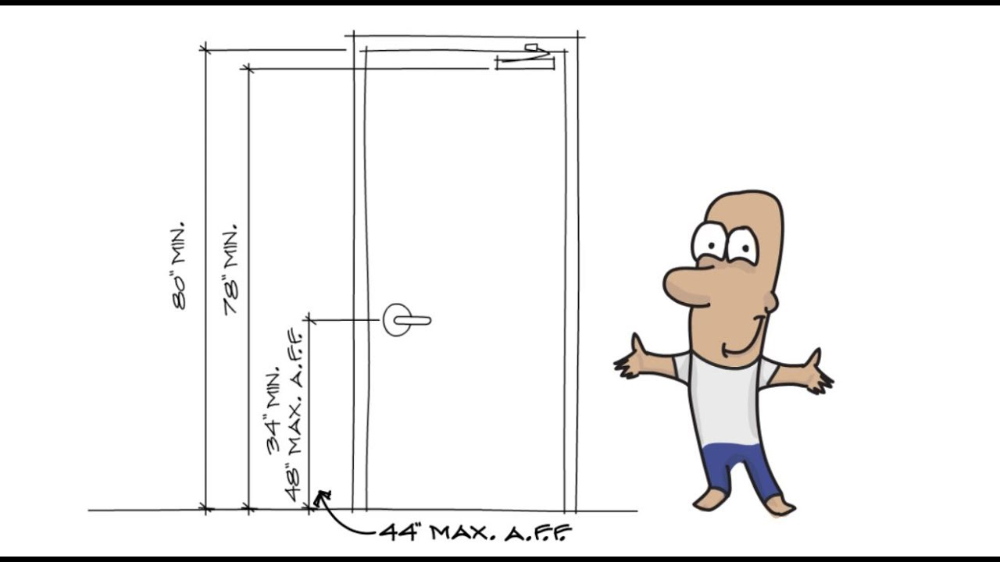 80" MIN.
78" MIN.
34" MIN.
48" MAX. A.F.F.
44" MAX. A.F.F.